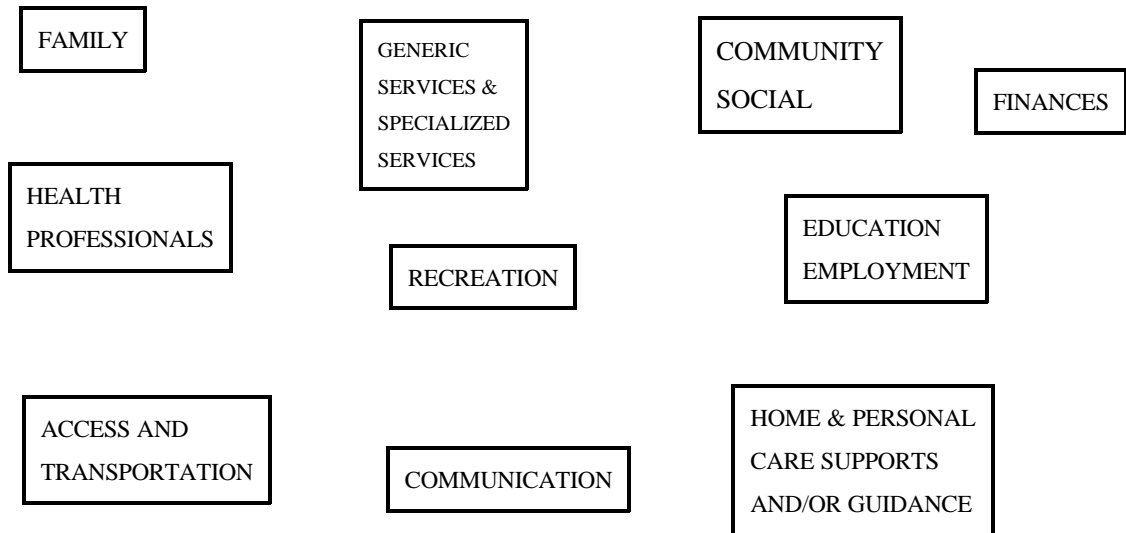 FAMILY
GENERIC
SERVICES &
SPECIALIZED
SERVICES
COMMUNITY
SOCIAL
FINANCES
HEALTH
PROFESSIONALS
RECREATION
EDUCATION
EMPLOYMENT
ACCESS AND
TRANSPORTATION
COMMUNICATION
HOME & PERSONAL
CARE SUPPORTS
AND/OR GUIDANCE